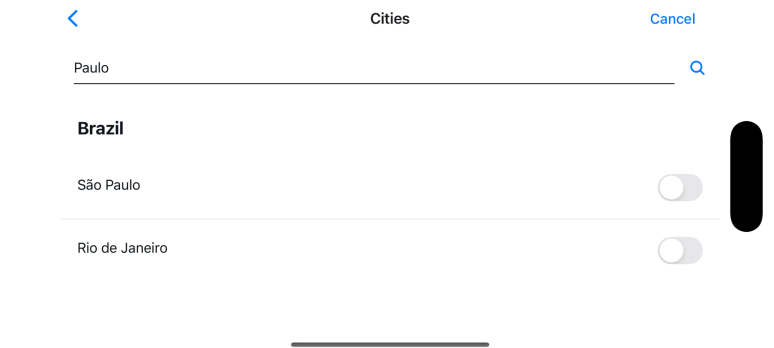 Cities
Cancel
Paulo
Brazil
São Paulo
Rio de Janeiro